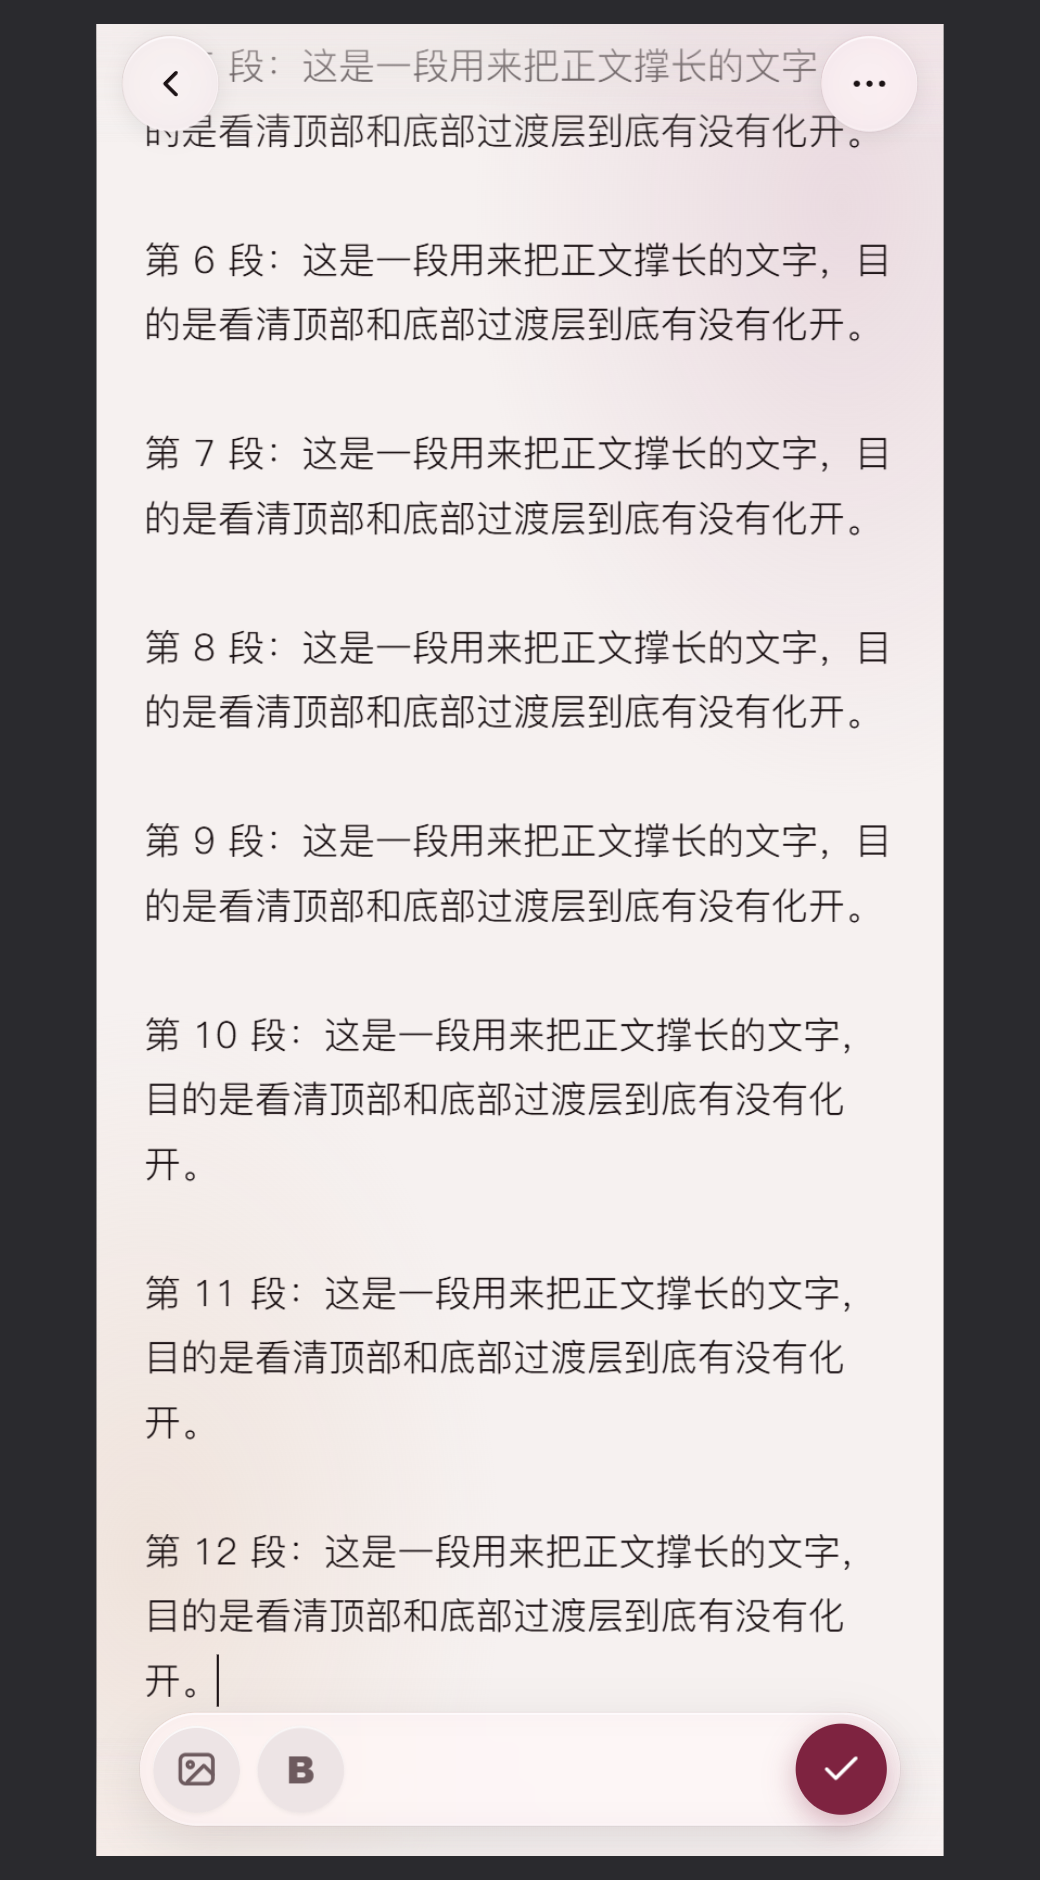 段：这是一段用来把正文撑长的文字
的是看清顶部和底部过渡层到底有没有化开。
第 6 段：这是一段用来把正文撑长的文字，目
的是看清顶部和底部过渡层到底有没有化开。
第 7 段：这是一段用来把正文撑长的文字，目
的是看清顶部和底部过渡层到底有没有化开。
第 8 段：这是一段用来把正文撑长的文字，目
的是看清顶部和底部过渡层到底有没有化开。
第 9 段：这是一段用来把正文撑长的文字，目
的是看清顶部和底部过渡层到底有没有化开。
第 10 段：这是一段用来把正文撑长的文字，
目的是看清顶部和底部过渡层到底有没有化
开。
第 11 段：这是一段用来把正文撑长的文字，
目的是看清顶部和底部过渡层到底有没有化
开。
第 12 段：这是一段用来把正文撑长的文字，
目的是看清顶部和底部过渡层到底有没有化
开。
B